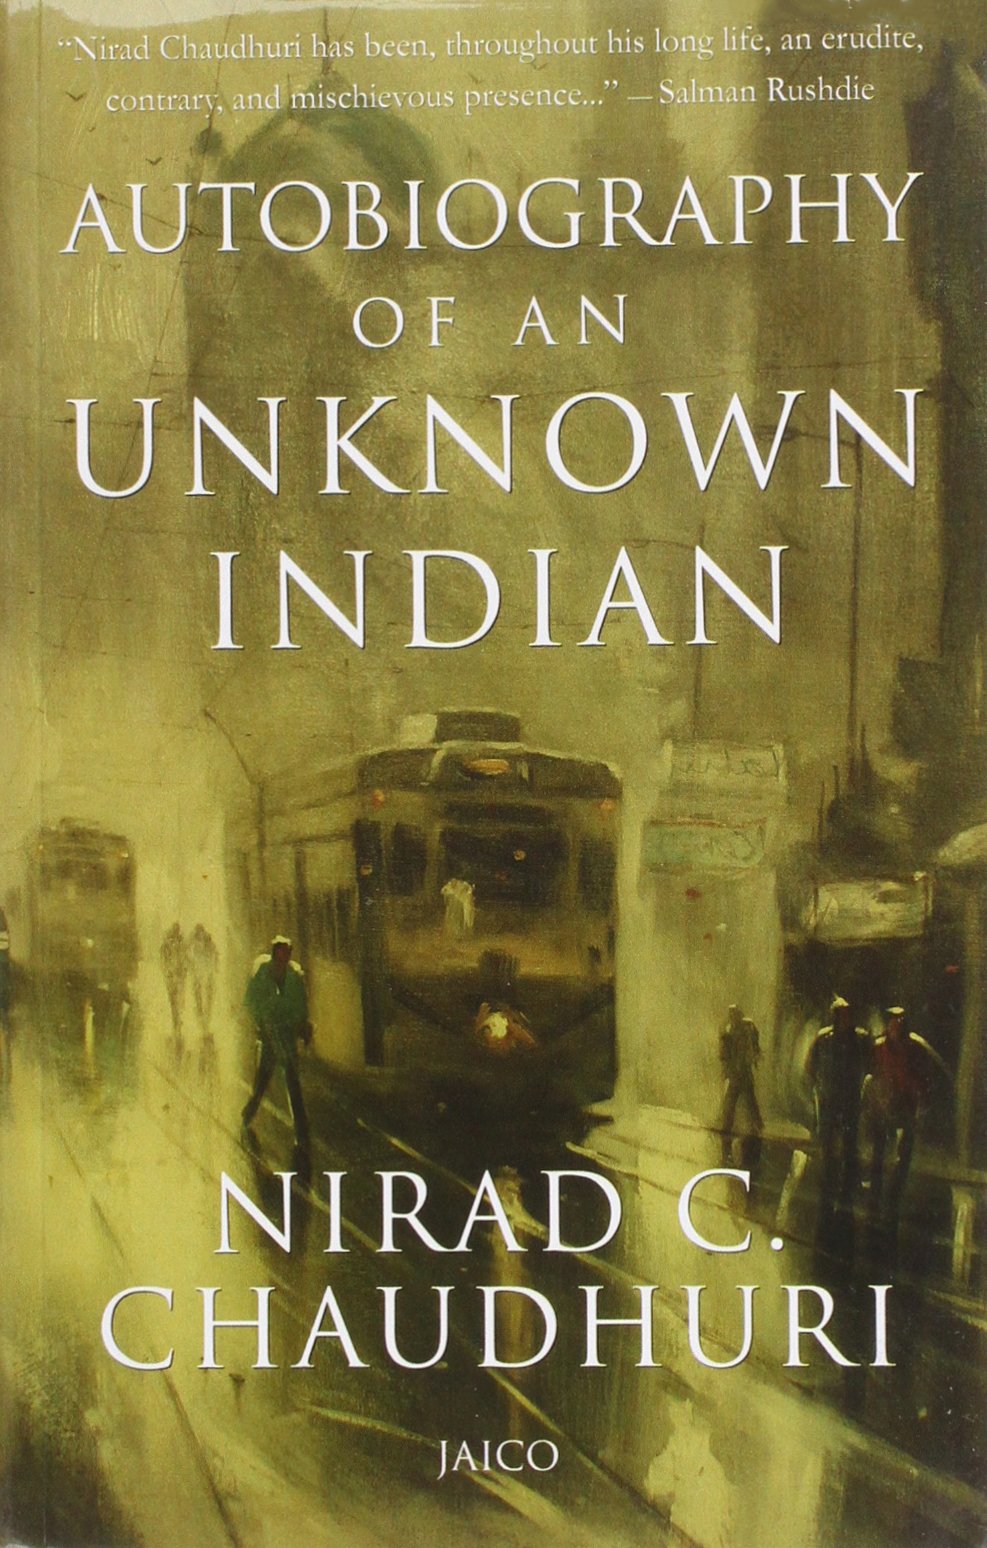 “Nirad Chaudhuri has been, throughout his long life, an erudite,
contrary, and mischievous presence...” – Salman Rushdie
AUTOBIOGRAPHY
OF AN
UNKNOWN
INDIAN
NIRAD C.
CHAUDHURI
JAICO